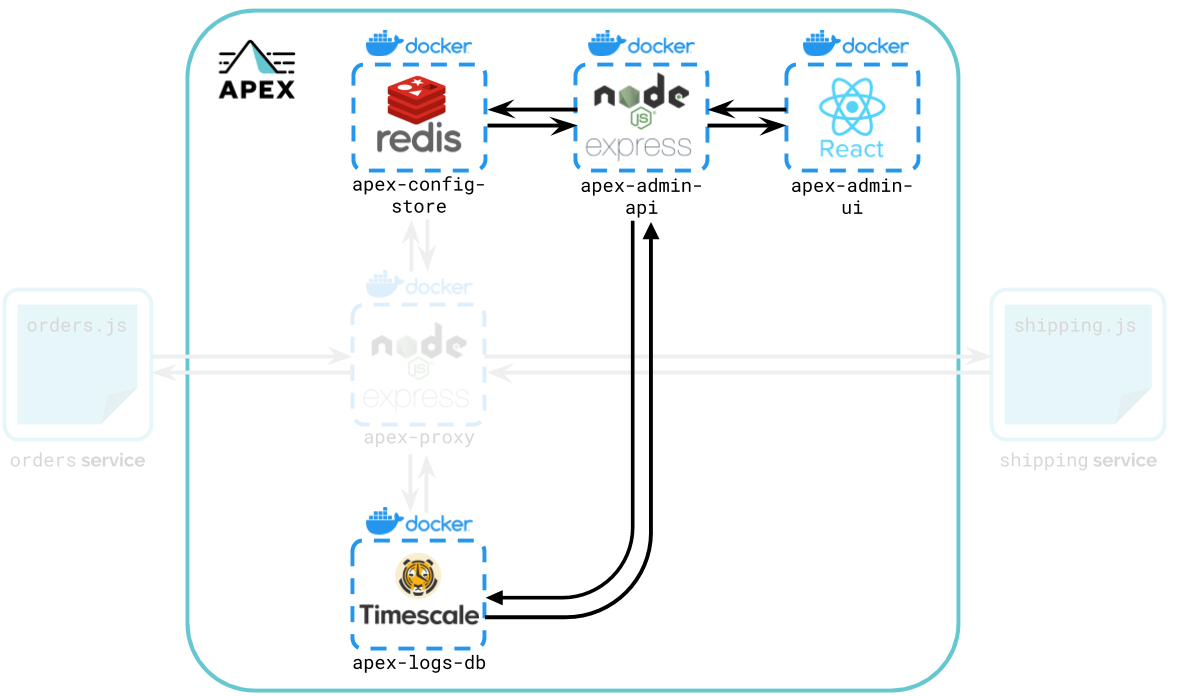 APEX
docker
docker
docker
redis
node
JS
express
React
apex-config-
store
apex-admin-
api
apex-admin-
ui
docker
orders.js
node
JS
express
shipping.js
apex-proxy
orders service
shipping service
docker
Timescale
apex-logs-db